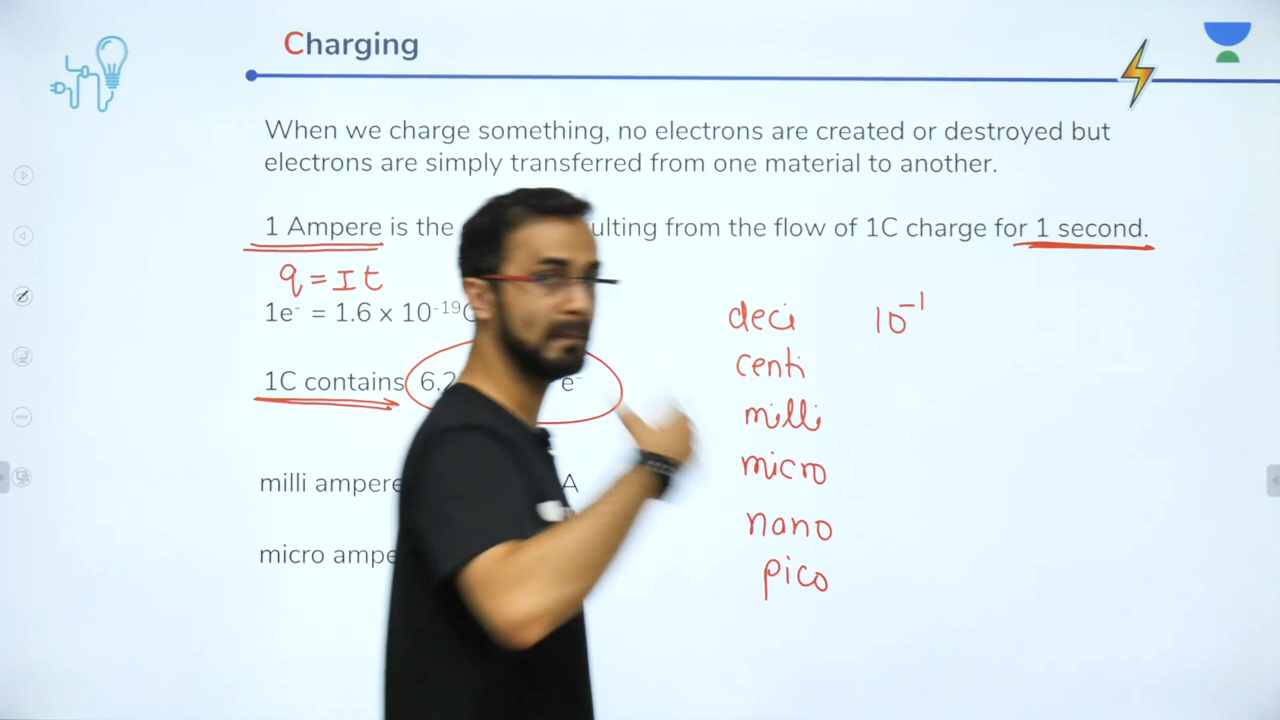 Charging
When we charge something, no electrons are created or destroyed but
electrons are simply transferred from one material to another.
1 Ampere is the ulting from the flow of 1C charge for 1 second.
q = It
1e⁻ = 1.6 x 10⁻¹⁹C
deci 10⁻¹
centi
1C contains 6.2 e⁻
milli
micro
milli ampere A
nano
micro ampe
pico